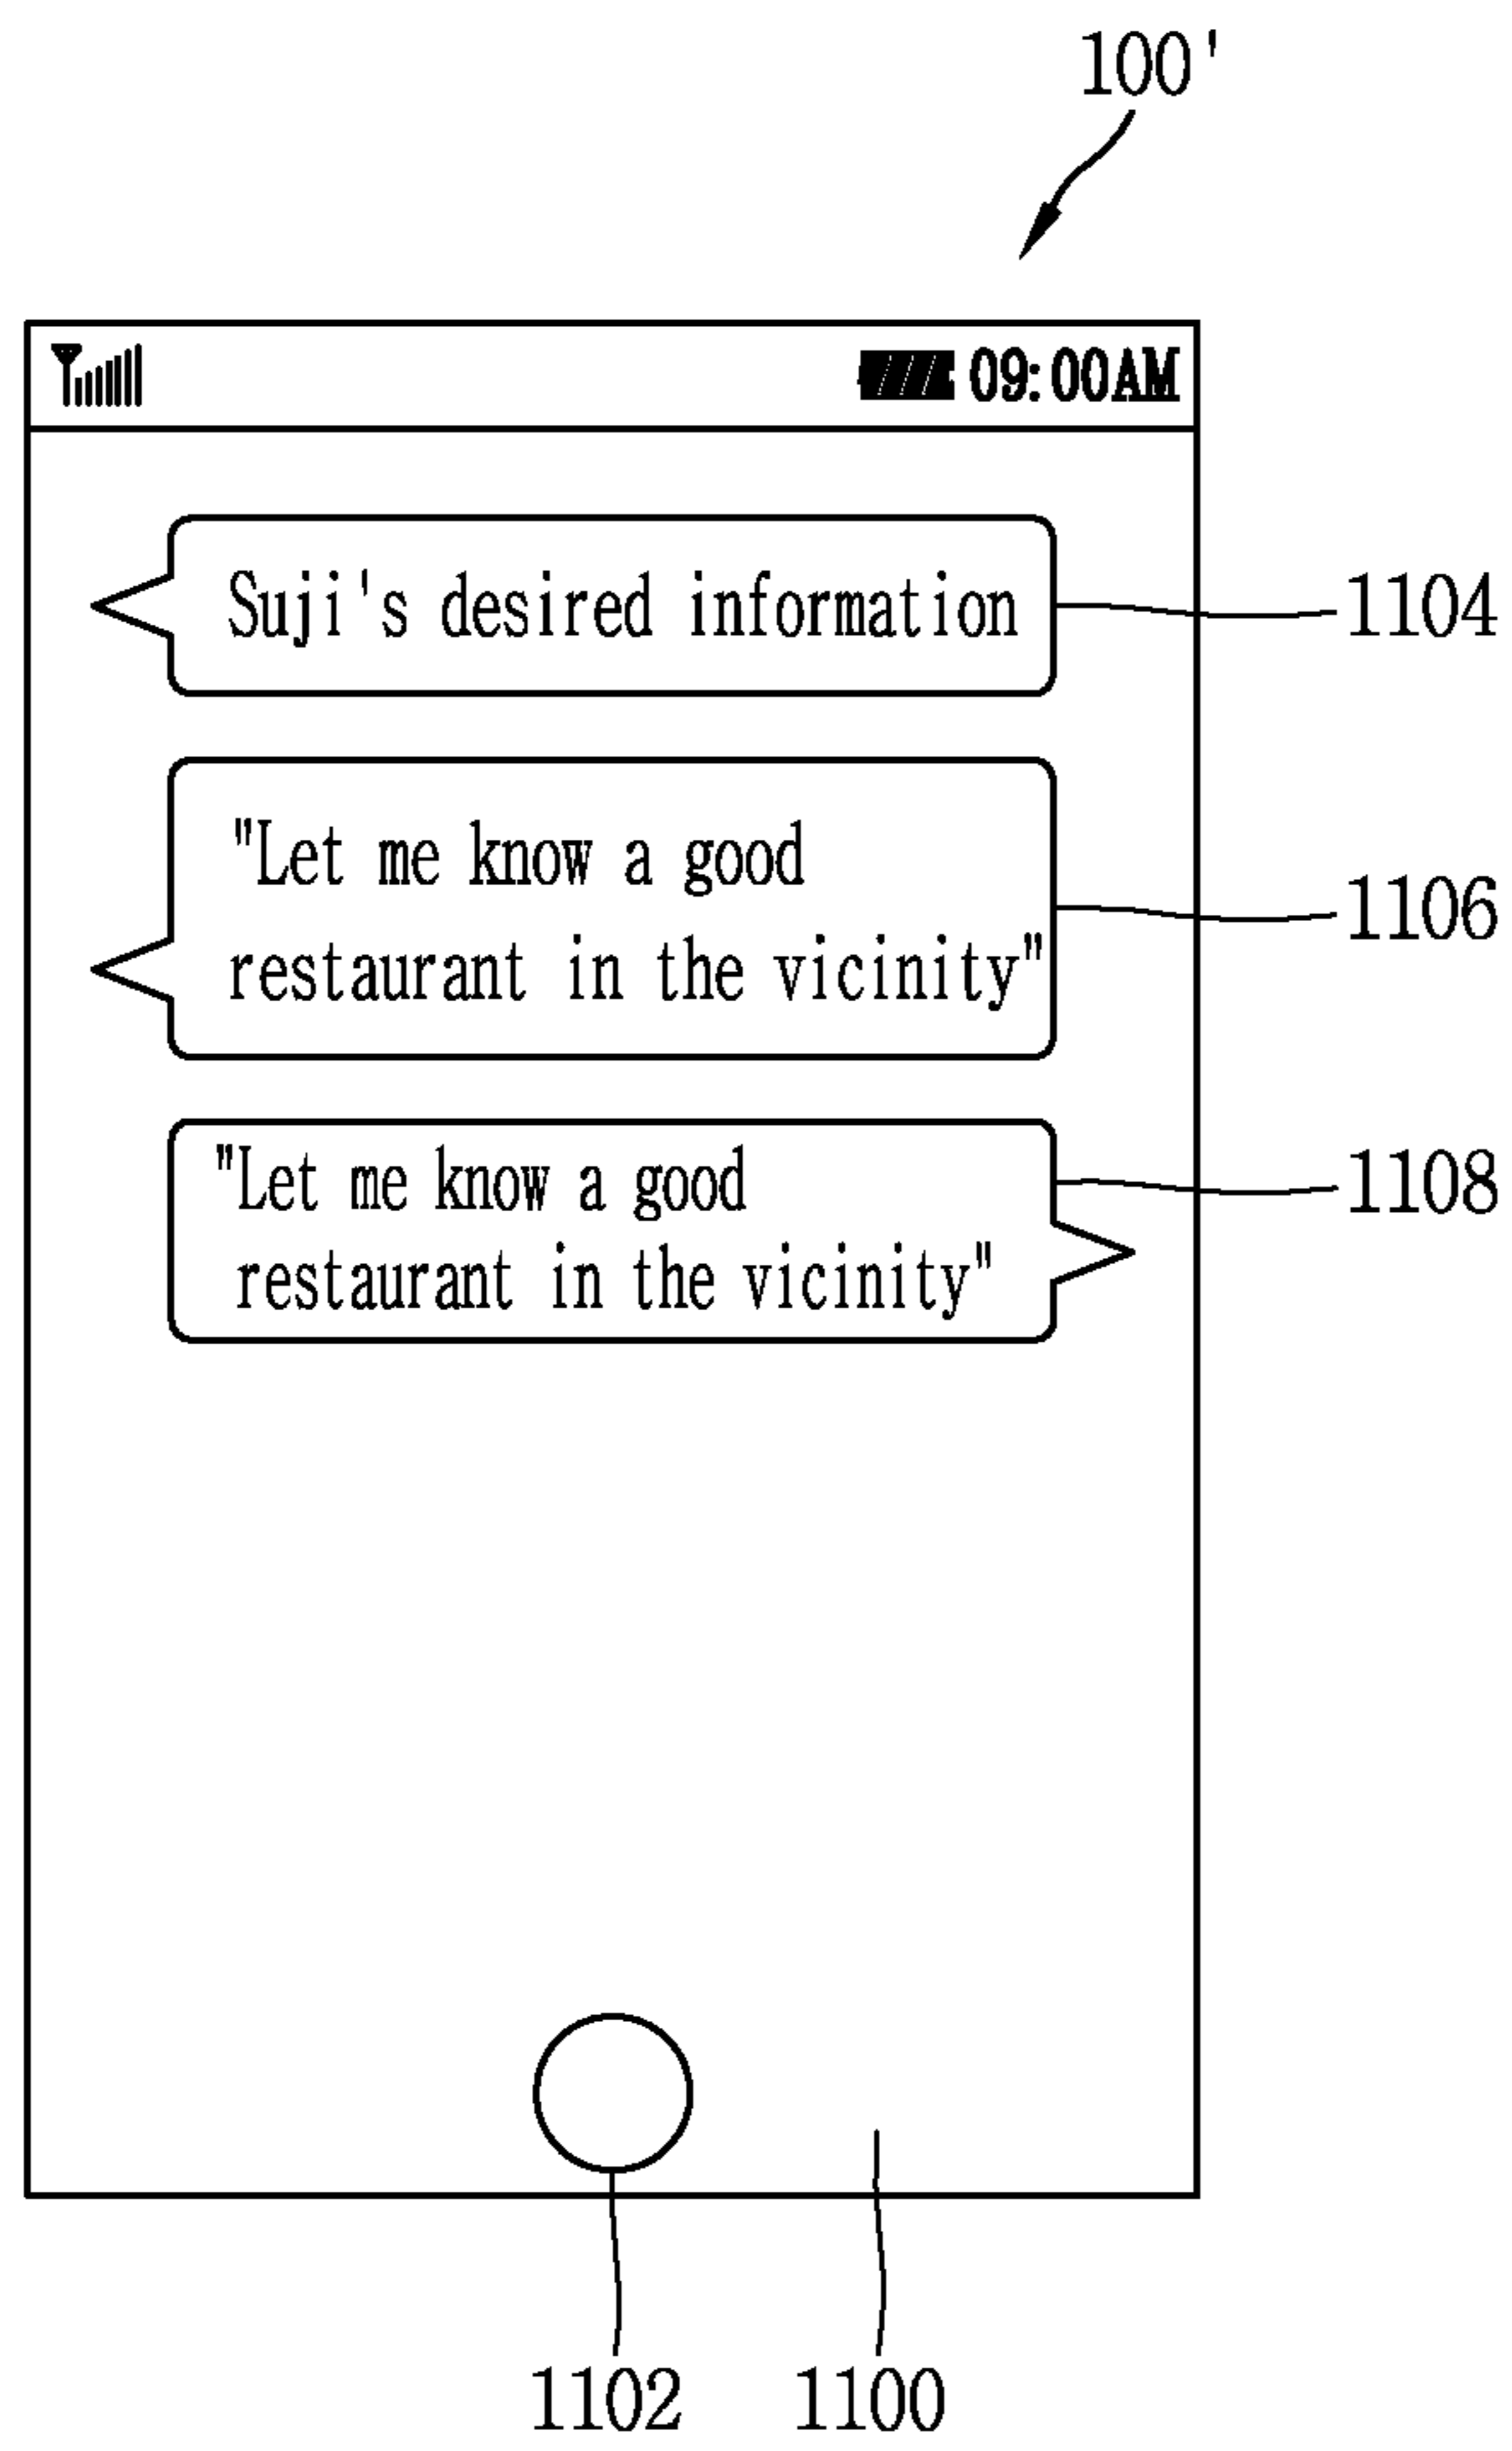 100'
09:00AM
Suji's desired information
1104
"Let me know a good
restaurant in the vicinity"
1106
"Let me know a good
restaurant in the vicinity"
1108
1102
1100